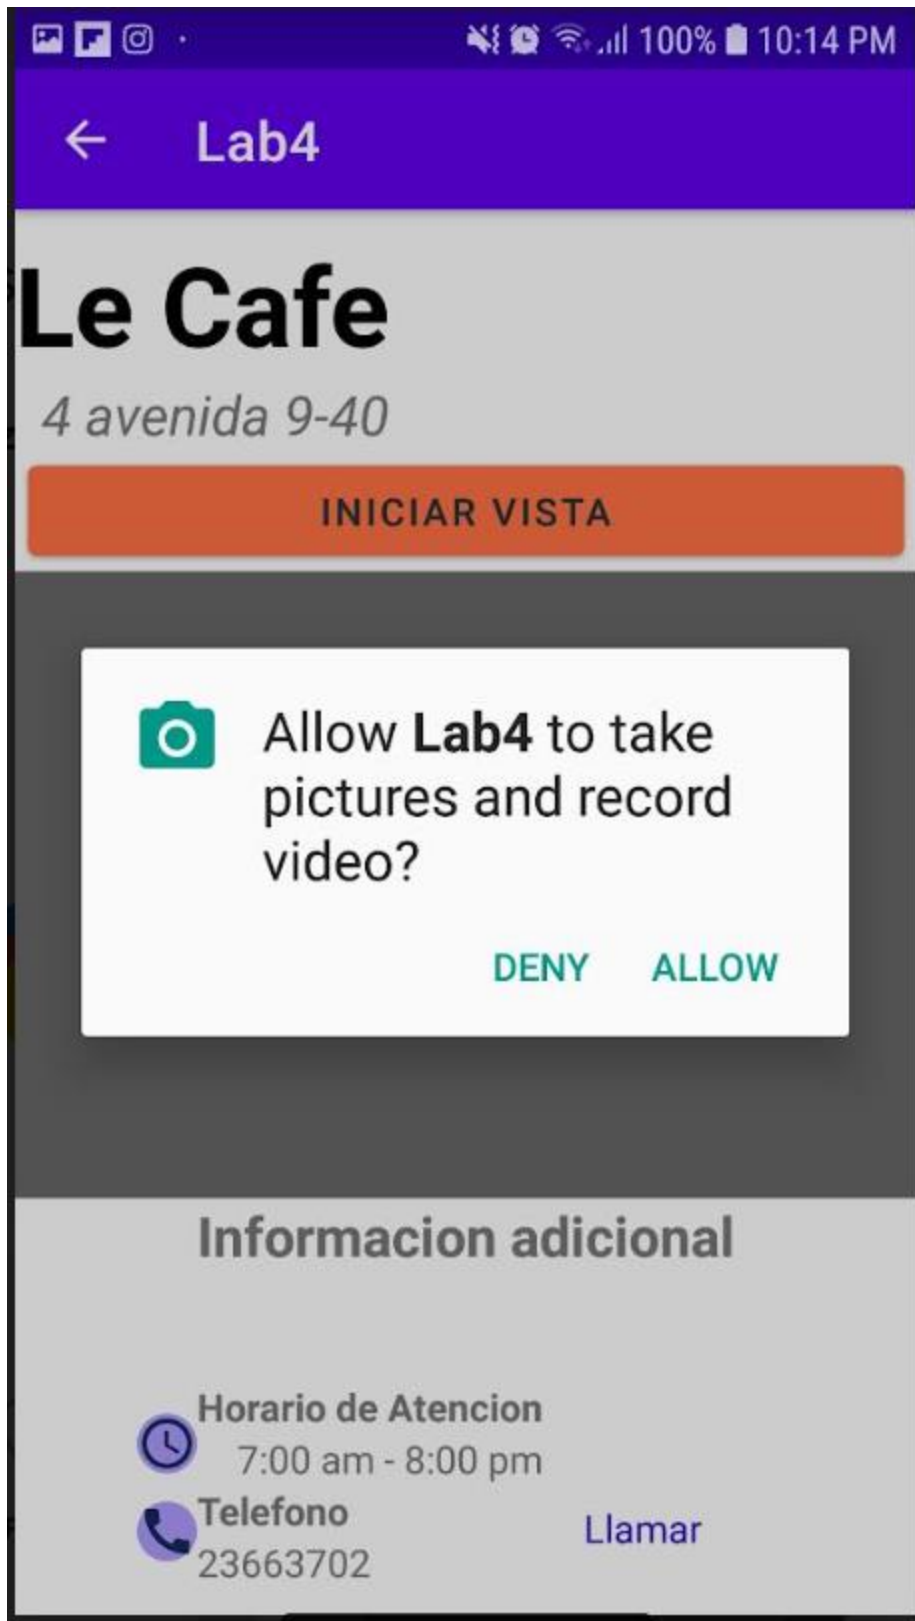 100% 10:14 PM
Lab4
Le Cafe
4 avenida 9-40
INICIAR VISTA
Allow Lab4 to take
pictures and record
video?
DENY ALLOW
Informacion adicional
Horario de Atencion
7:00 am - 8:00 pm
Telefono
23663702
Llamar